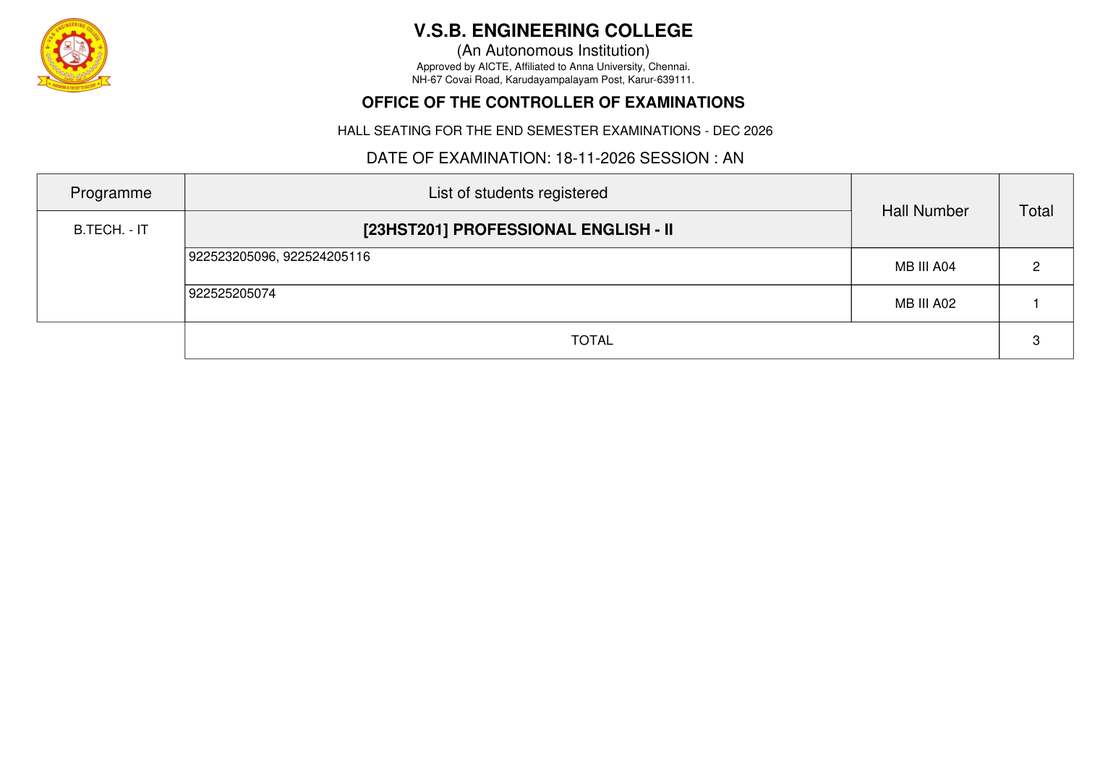 V.S.B. ENGINEERING COLLEGE
(An Autonomous Institution)
Approved by AICTE, Affiliated to Anna University, Chennai.
NH-67 Covai Road, Karudayampalayam Post, Karur-639111.
OFFICE OF THE CONTROLLER OF EXAMINATIONS
HALL SEATING FOR THE END SEMESTER EXAMINATIONS - DEC 2026
DATE OF EXAMINATION: 18-11-2026 SESSION : AN
Programme List of students registered Hall Number Total
B.TECH. - IT [23HST201] PROFESSIONAL ENGLISH - II
922523205096, 922524205116 MB III A04 2
922525205074 MB III A02 1
TOTAL 3